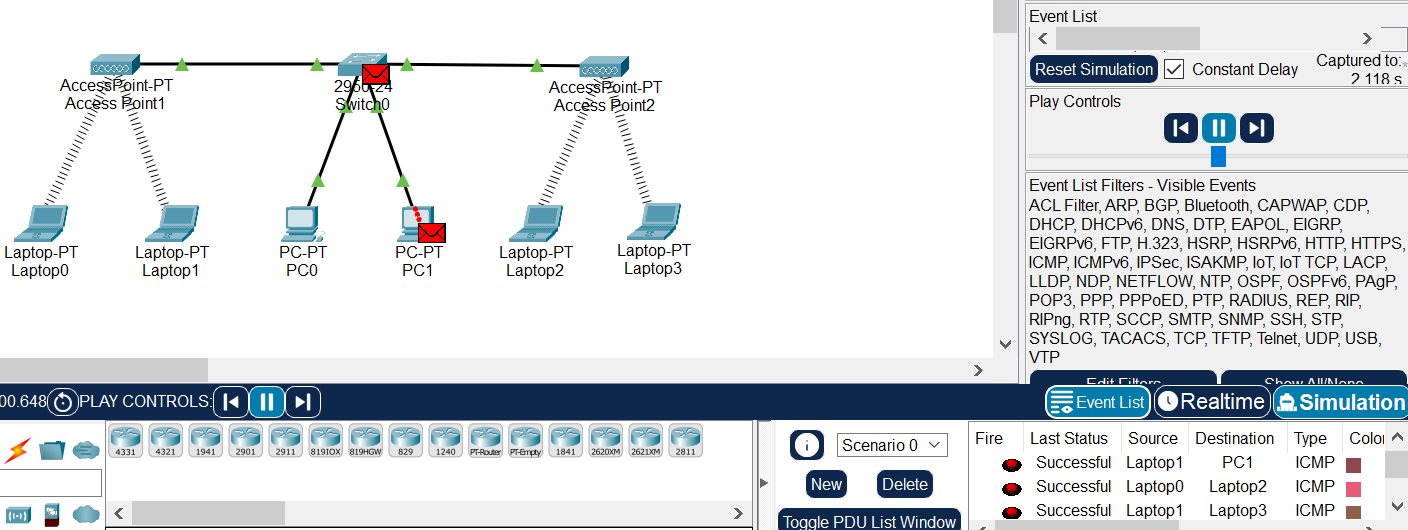 AccessPoint-PT
Access Point1
2950-24
Switch0
AccessPoint-PT
Access Point2
Laptop-PT
Laptop0
Laptop-PT
Laptop1
PC-PT
PC0
PC-PT
PC1
Laptop-PT
Laptop2
Laptop-PT
Laptop3
Event List
Reset Simulation
Constant Delay
Captured to:
2.118 s
Play Controls
Event List Filters - Visible Events
ACL Filter, ARP, BGP, Bluetooth, CAPWAP, CDP,
DHCP, DHCPv6, DNS, DTP, EAPOL, EIGRP,
EIGRPv6, FTP, H.323, HSRP, HSRPv6, HTTP, HTTPS,
ICMP, ICMPv6, IPSec, ISAKMP, IoT, IoT TCP, LACP,
LLDP, NDP, NETFLOW, NTP, OSPF, OSPFv6, PAgP,
POP3, PPP, PPPoED, PTP, RADIUS, REP, RIP,
RIPng, RTP, SCCP, SMTP, SNMP, SSH, STP,
SYSLOG, TACACS, TCP, TFTP, Telnet, UDP, USB,
VTP
Edit Filters
Show All/None
00.648
PLAY CONTROLS:
Event List
Realtime
Simulation
4331
4321
1941
2901
2911
819IOX
819HGW
829
1240
PT-Router
PT-Empty
1841
2620XM
2621XM
2811
Scenario 0
New
Delete
Toggle PDU List Window
Fire Last Status Source Destination Type Color
Successful Laptop1 PC1 ICMP
Successful Laptop0 Laptop2 ICMP
Successful Laptop1 Laptop3 ICMP